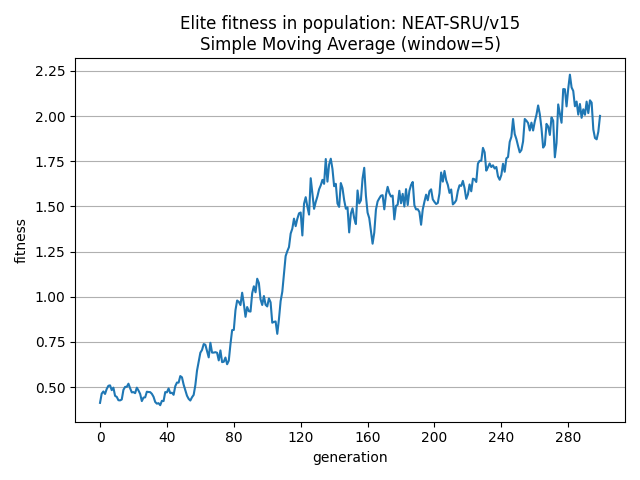 Elite fitness in population: NEAT-SRU/v15
Simple Moving Average (window=5)
2.25
2.00
1.75
1.50
1.25
1.00
0.75
0.50
fitness
0 40 80 120 160 200 240 280
generation